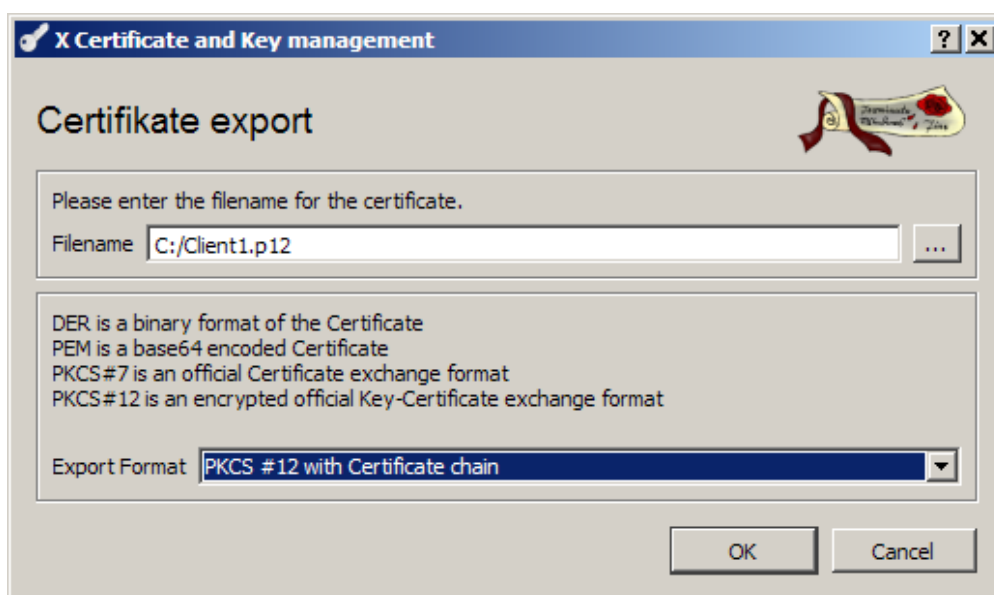 X Certificate and Key management
Certifikate export
Please enter the filename for the certificate.
Filename C:/Client1.p12 ...
DER is a binary format of the Certificate
PEM is a base64 encoded Certificate
PKCS#7 is an official Certificate exchange format
PKCS#12 is an encrypted official Key-Certificate exchange format
Export Format PKCS #12 with Certificate chain
OK Cancel